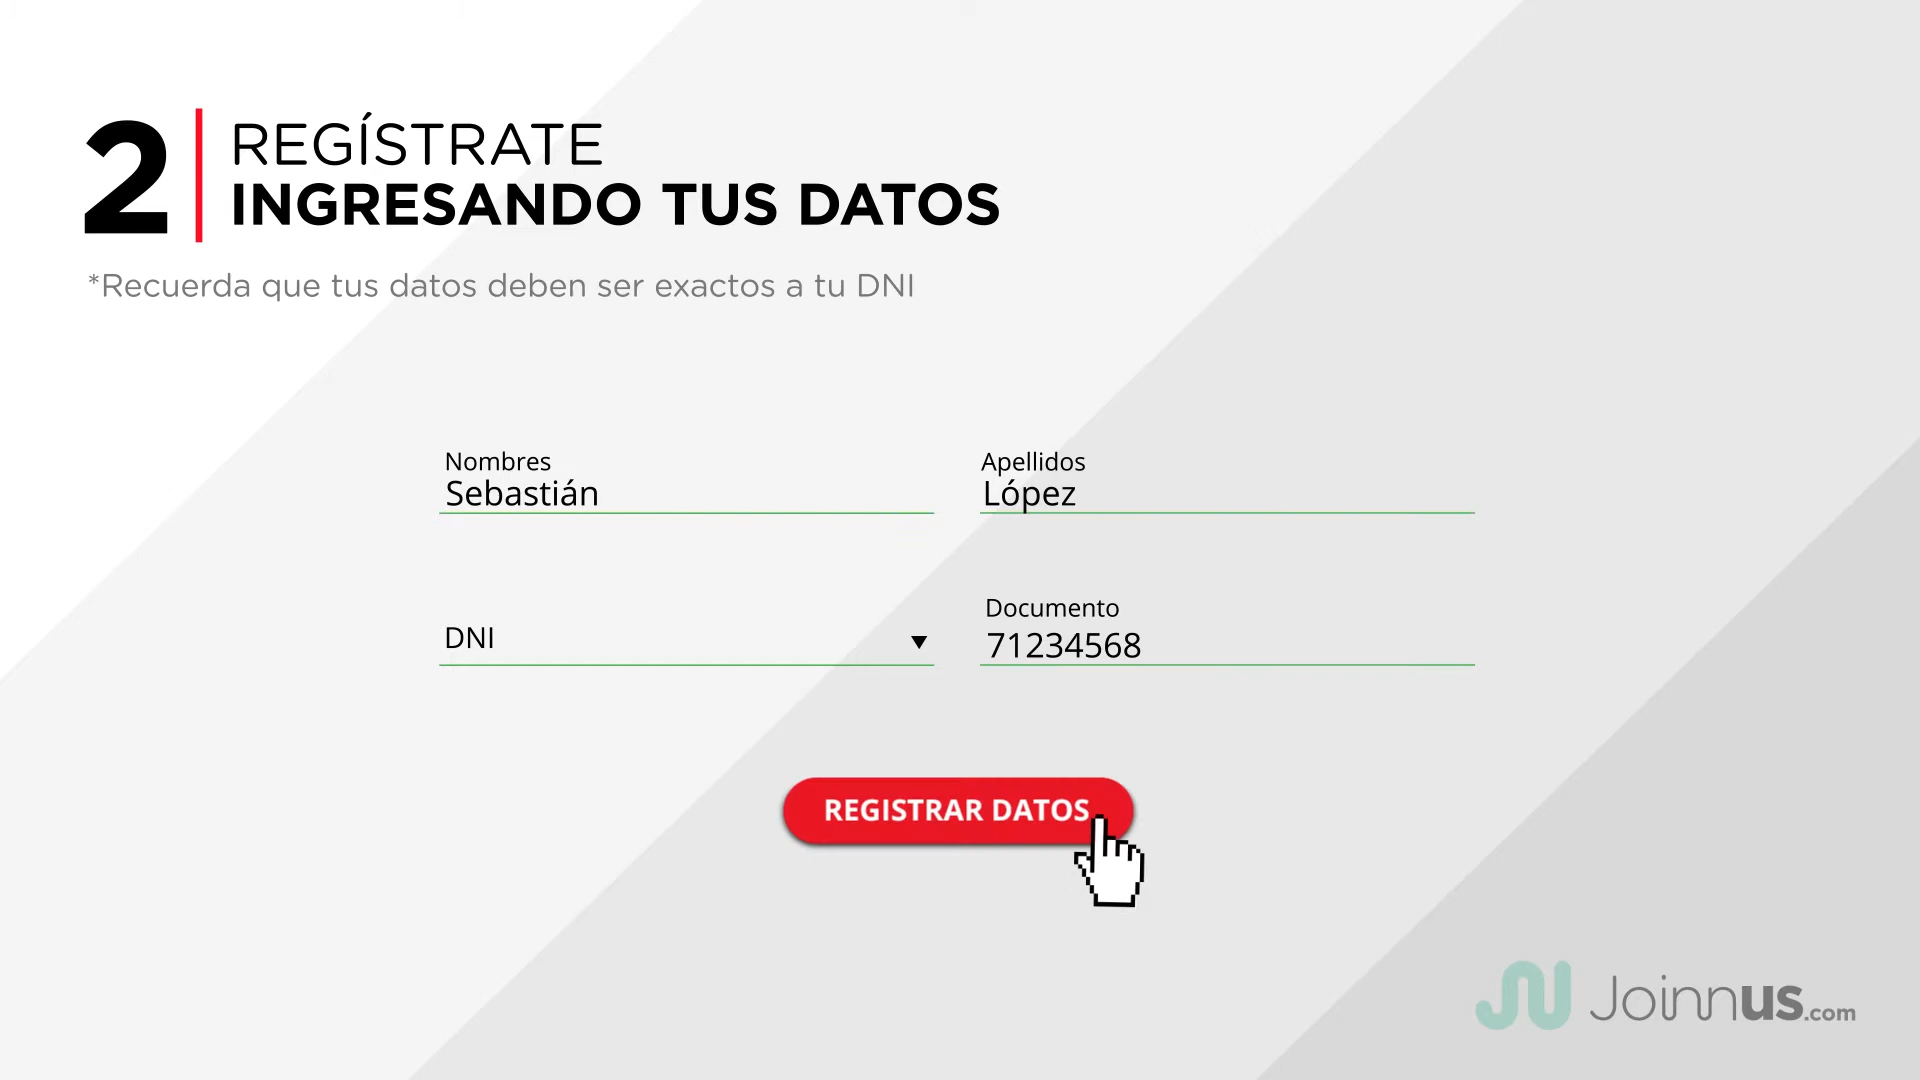 2
REGÍSTRATE
INGRESANDO TUS DATOS
*Recuerda que tus datos deben ser exactos a tu DNI
Nombres
Sebastián
Apellidos
López
DNI
Documento
71234568
REGISTRAR DATOS
Joinnus.com